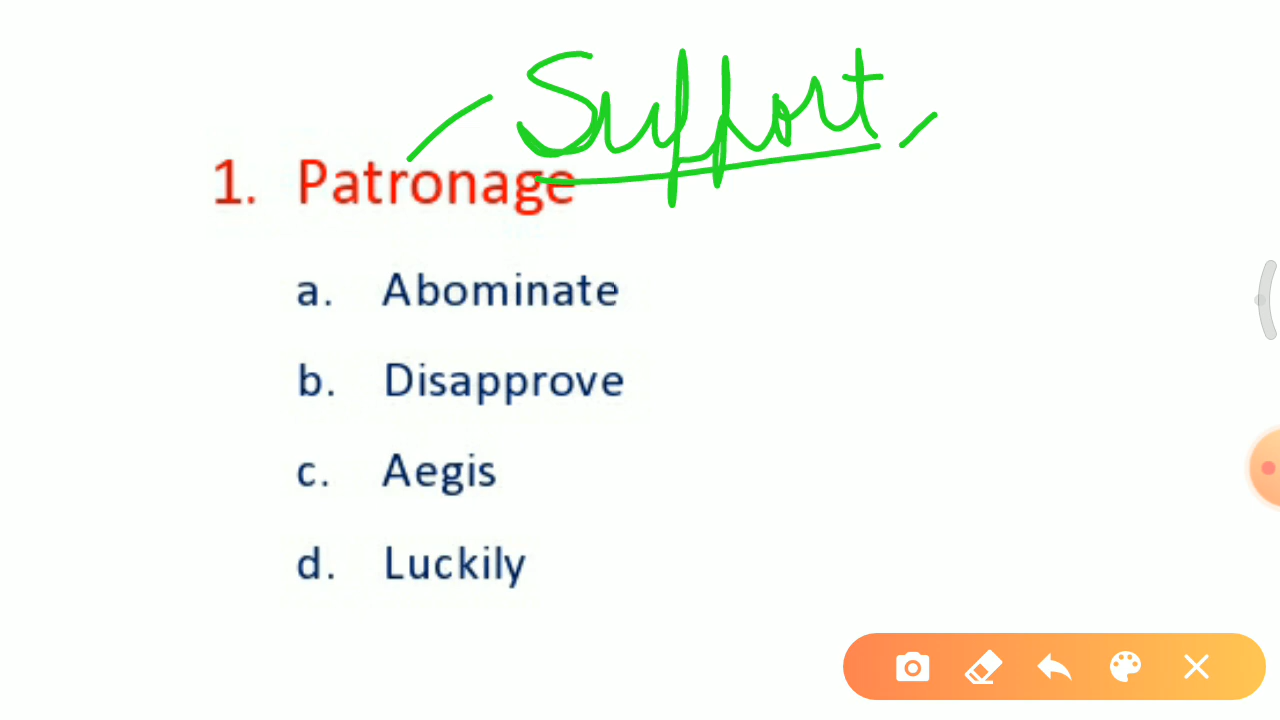 Support
1. Patronage
a. Abominate
b. Disapprove
c. Aegis
d. Luckily